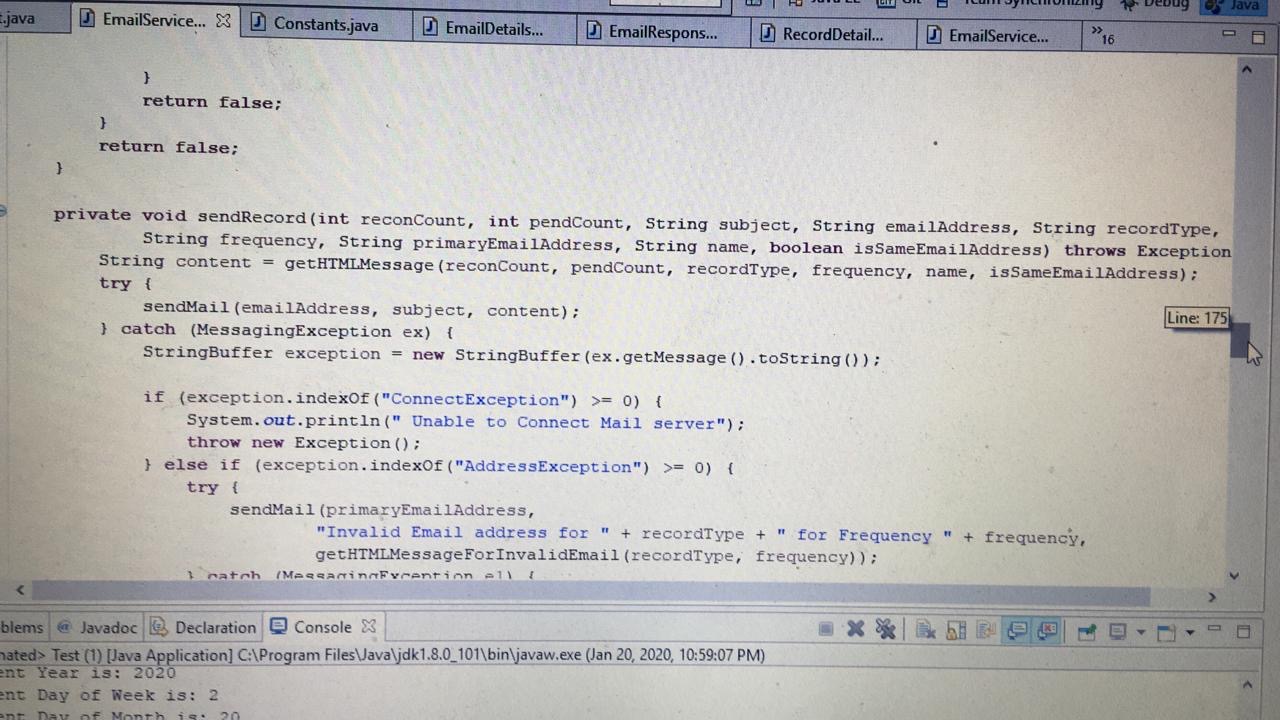 .java
EmailService...
Constants.java
EmailDetails...
EmailRespons...
RecordDetail...
EmailService...
»16
Debug
Java
}
return false;
}
return false;
}
private void sendRecord(int reconCount, int pendCount, String subject, String emailAddress, String recordType,
String frequency, String primaryEmailAddress, String name, boolean isSameEmailAddress) throws Exception
String content = getHTMLMessage(reconCount, pendCount, recordType, frequency, name, isSameEmailAddress);
try {
sendMail(emailAddress, subject, content);
} catch (MessagingException ex) {
StringBuffer exception = new StringBuffer(ex.getMessage().toString());
Line: 175
if (exception.indexOf("ConnectException") >= 0) {
System.out.println(" Unable to Connect Mail server");
throw new Exception();
} else if (exception.indexOf("AddressException") >= 0) {
try {
sendMail(primaryEmailAddress,
"Invalid Email address for " + recordType + " for Frequency " + frequency,
getHTMLMessageForInvalidEmail(recordType, frequency));
} catch (MessagingException e1) {
blems
@ Javadoc
Declaration
Console
nated> Test (1) [Java Application] C:\Program Files\Java\jdk1.8.0_101\bin\javaw.exe (Jan 20, 2020, 10:59:07 PM)
ent Year is: 2020
ent Day of Week is: 2
ent Day of Month is: 20